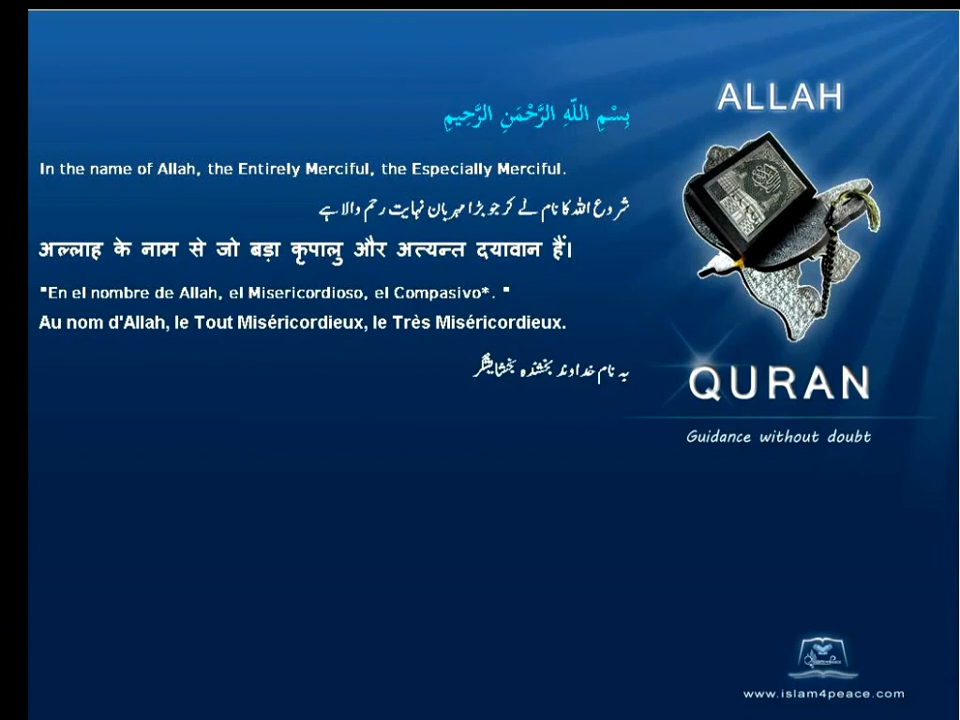 بِسْمِ اللَّهِ الرَّحْمَنِ الرَّحِيمِ
In the name of Allah, the Entirely Merciful, the Especially Merciful.
شروع الله کا نام لے کر جو بڑا مہربان نہایت رحم والا ہے
अल्लाह के नाम से जो बड़ा कृपालु और अत्यन्त दयावान हैं।
"En el nombre de Allah, el Misericordioso, el Compasivo*. "
Au nom d'Allah, le Tout Miséricordieux, le Très Miséricordieux.
به نام خداوند بخشنده بخشایشگر
ALLAH
QURAN
Guidance without doubt
www.islam4peace.com